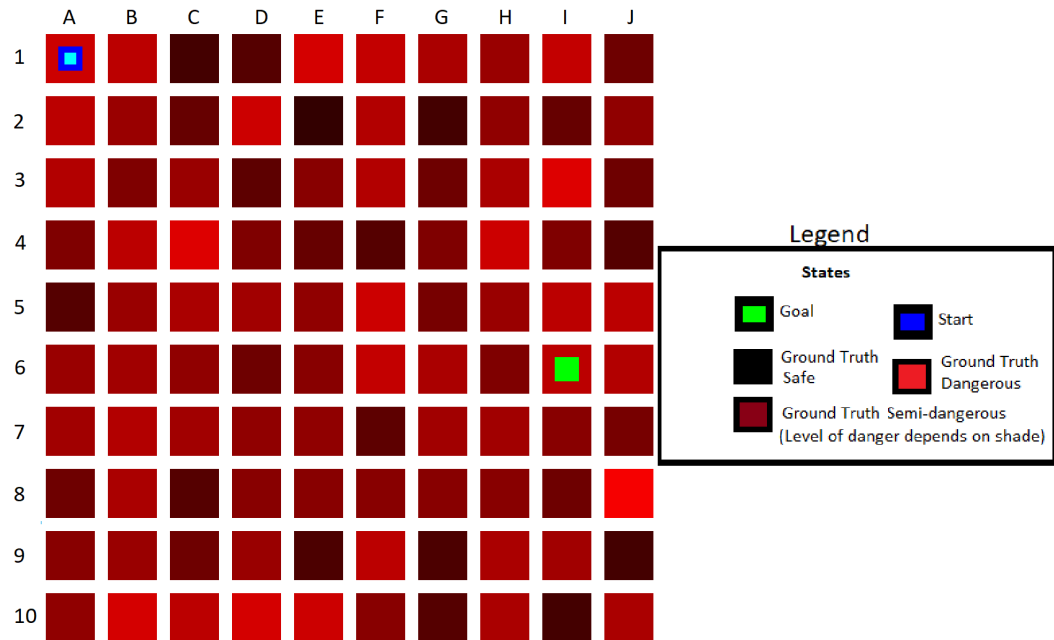 A B C D E F G H I J
1
2
3
4
5
6
7
8
9
10
Legend
States
Goal
Start
Ground Truth
Safe
Ground Truth
Dangerous
Ground Truth Semi-dangerous
(Level of danger depends on shade)